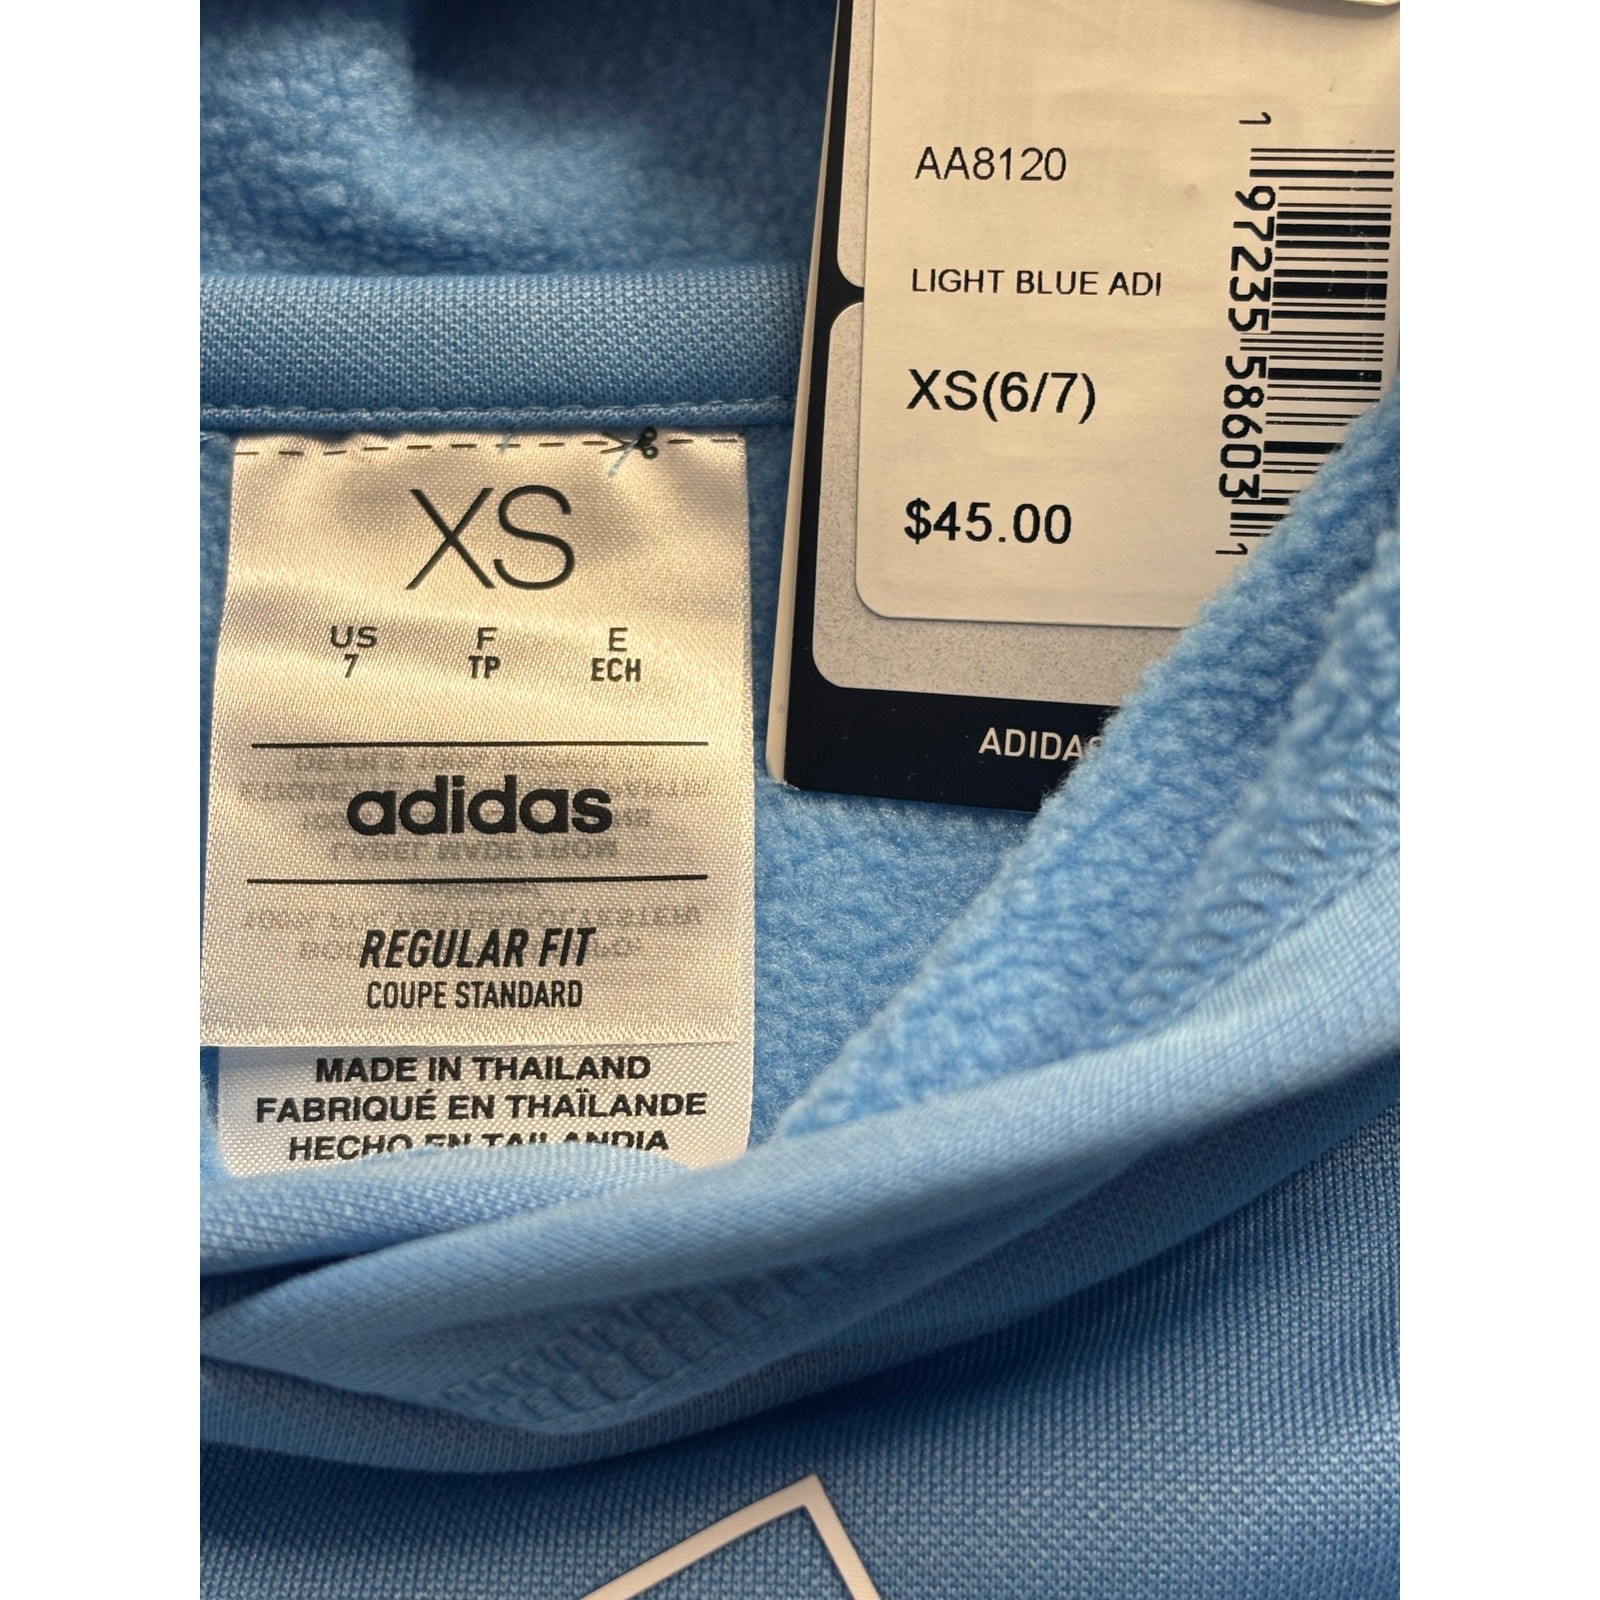 AA8120
LIGHT BLUE ADI
XS(6/7)
$45.00
1 97235 58603 1
ADIDAS
XS
US F E
7 TP ECH
adidas
REGULAR FIT
COUPE STANDARD
MADE IN THAILAND
FABRIQUÉ EN THAÏLANDE
HECHO EN TAILANDIA